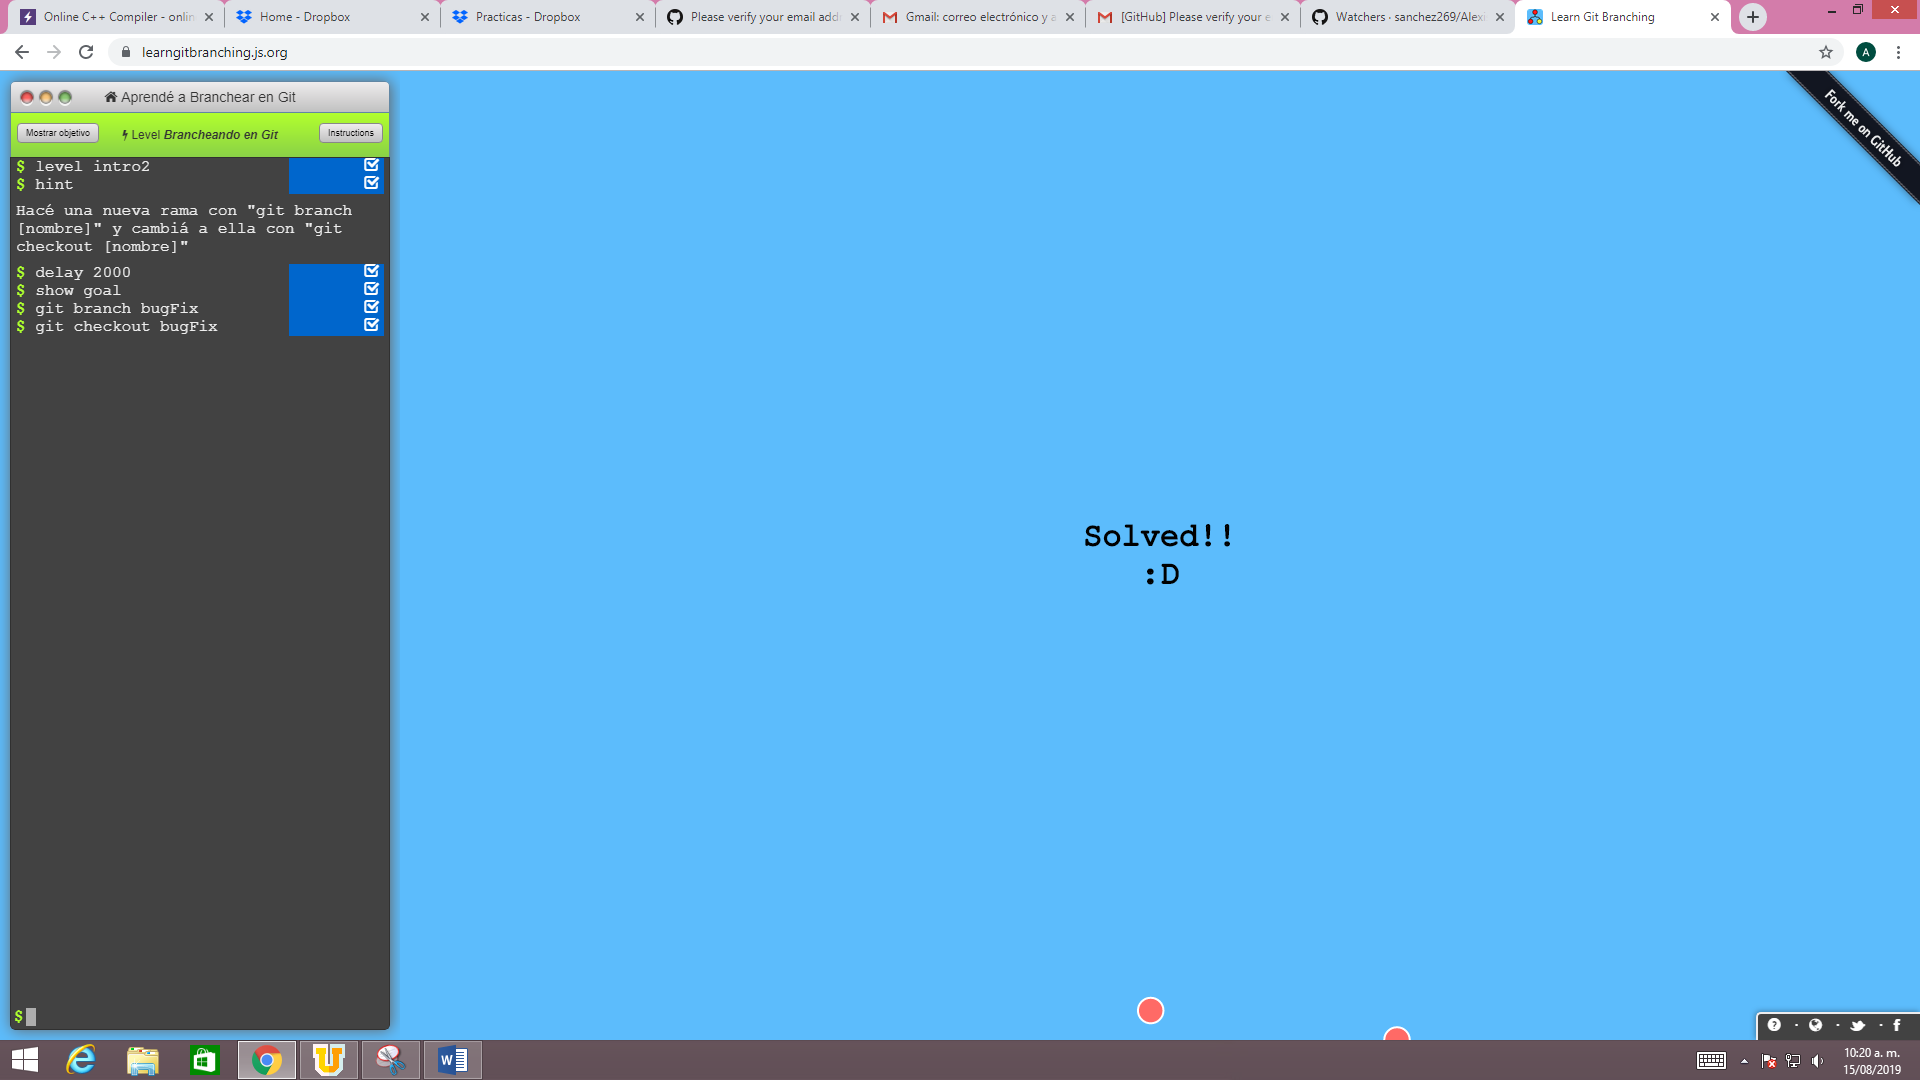 Online C++ Compiler - onlin
Home - Dropbox
Practicas - Dropbox
Please verify your email addr
Gmail: correo electrónico y a
[GitHub] Please verify your e
Watchers · sanchez269/Alexi
Learn Git Branching
learngitbranching.js.org
A
Fork me on GitHub
Aprendé a Branchear en Git
Mostrar objetivo
Level Brancheando en Git
Instructions
$ level intro2
$ hint
Hacé una nueva rama con "git branch
[nombre]" y cambiá a ella con "git
checkout [nombre]"
$ delay 2000
$ show goal
$ git branch bugFix
$ git checkout bugFix
Solved!!
:D
$
10:20 a. m.
15/08/2019